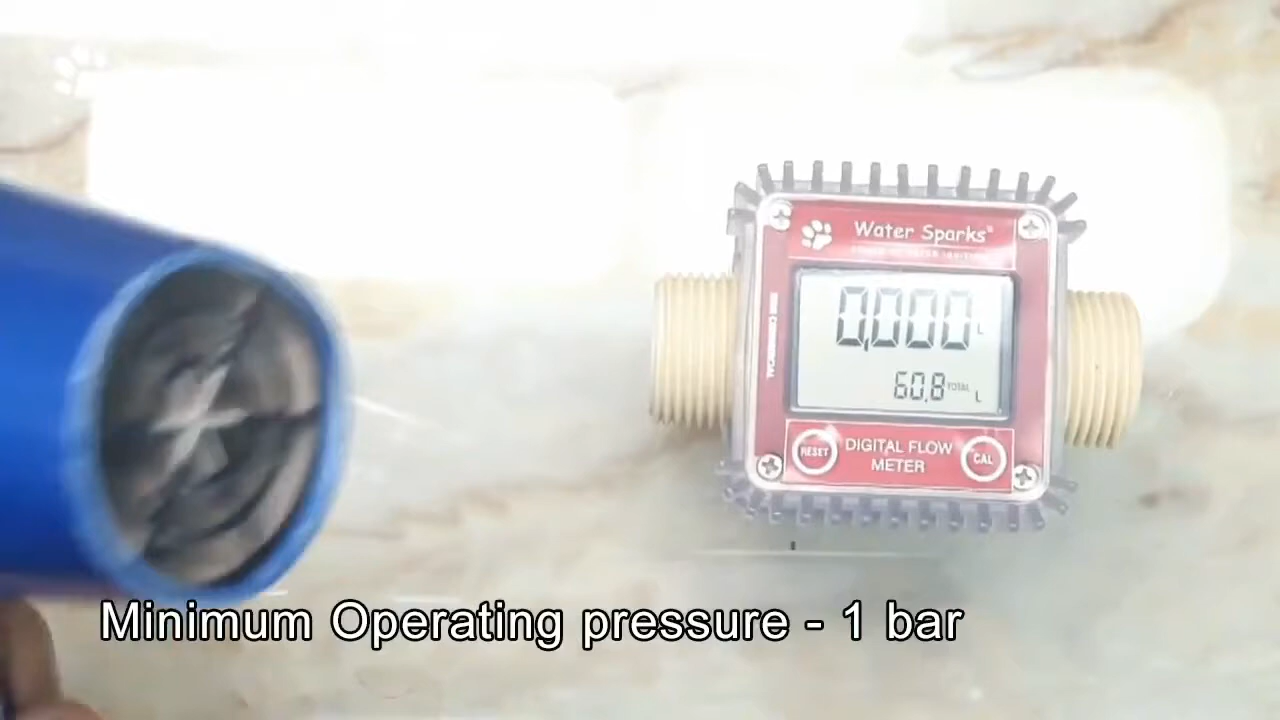 Water Sparks®
0,000 L
60.8 TOTAL L
RESET
DIGITAL FLOW
METER
CAL
Minimum Operating pressure - 1 bar